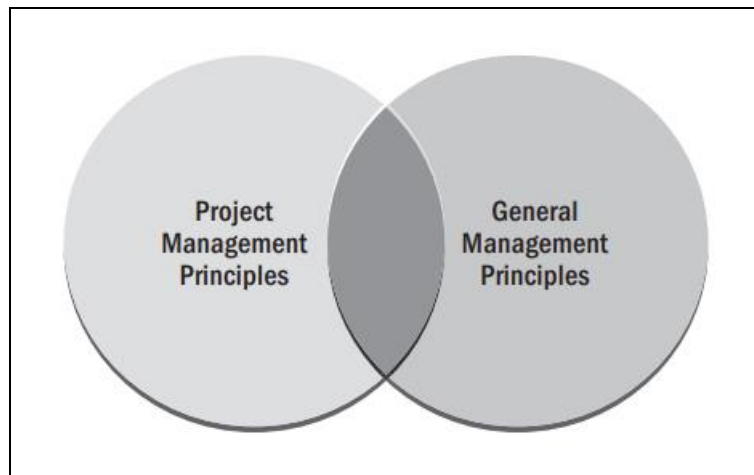 Project
Management
Principles
General
Management
Principles